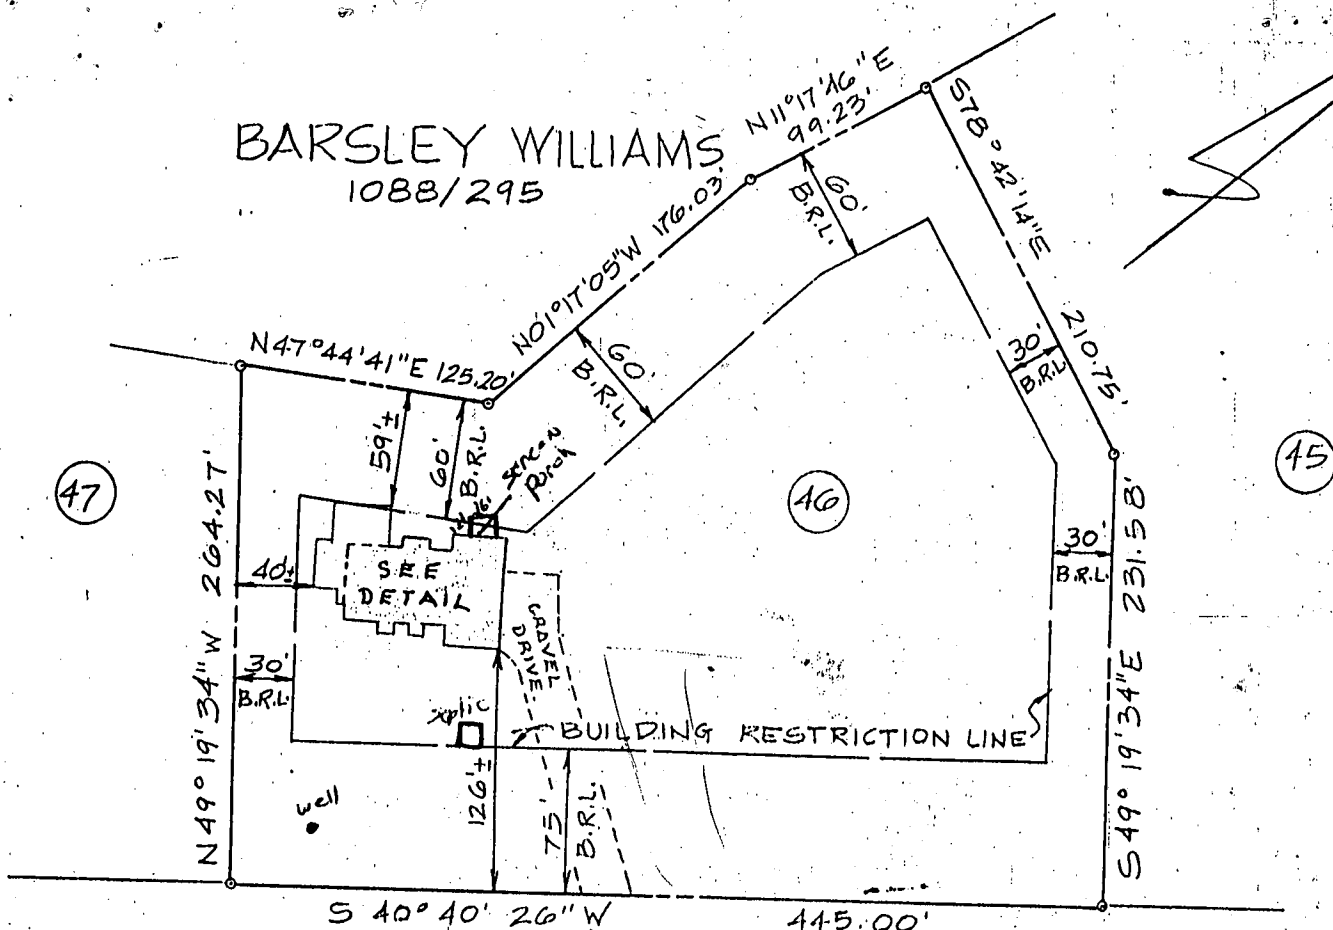 BARSLEY WILLIAMS
1088/295
N11°17'46"E
99.23'
S78°42'14"E 210.75'
N01°17'05"W 176.03'
N47°44'41"E 125.20'
60'
B.R.L.
60'
B.R.L.
30'
B.R.L.
59'±
60'
B.R.L.
screen
porch
47
46
45
N49°19'34"W 264.27'
40'±
SEE
DETAIL
30'
B.R.L.
S49°19'34"E 231.58'
GRAVEL
DRIVE
30'
B.R.L.
septic
BUILDING RESTRICTION LINE
126'±
75'
B.R.L.
well
S 40°40'26"W 445.00'